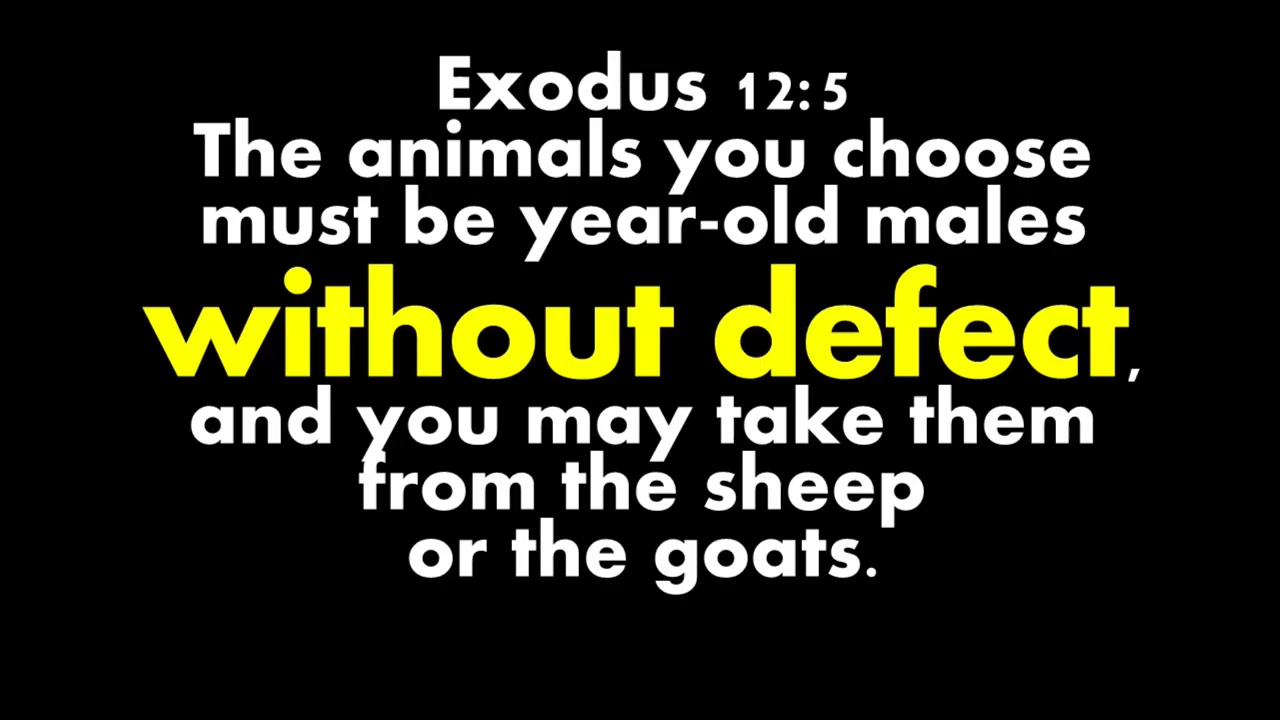 Exodus 12:5
The animals you choose
must be year-old males
without defect,
and you may take them
from the sheep
or the goats.